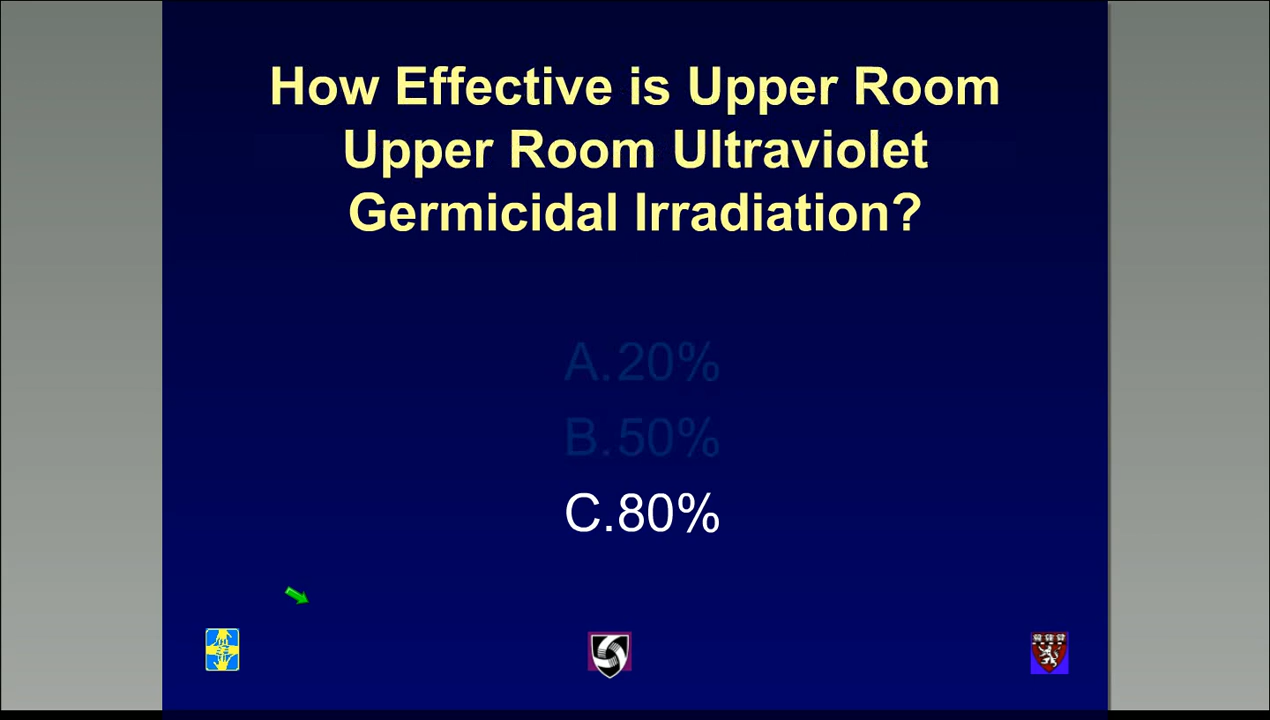 How Effective is Upper Room
Upper Room Ultraviolet
Germicidal Irradiation?
A.20%
B.50%
C.80%